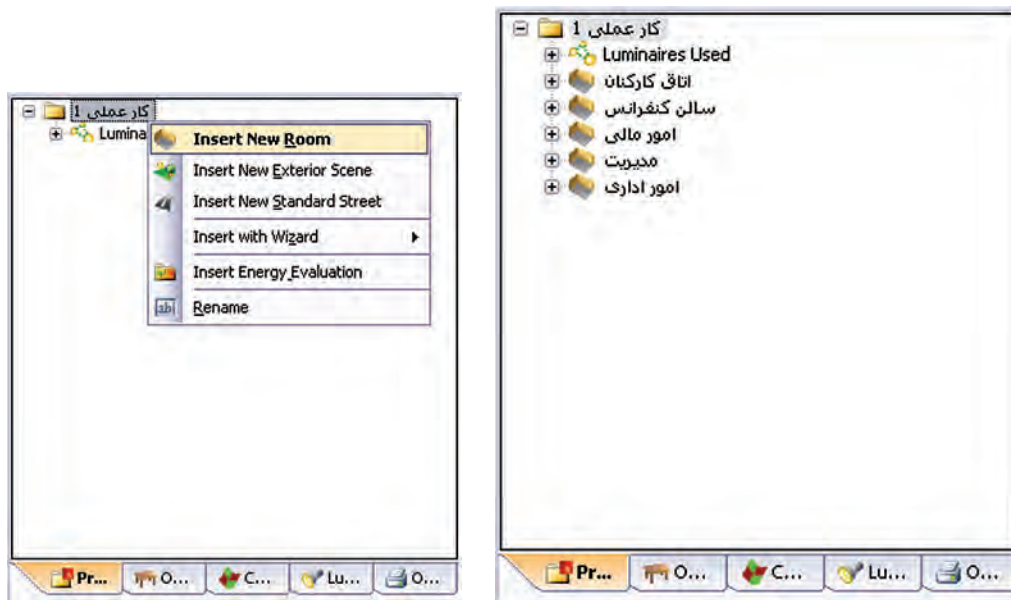 کار عملی 1
Lumina
Insert New Room
Insert New Exterior Scene
Insert New Standard Street
Insert with Wizard
Insert Energy Evaluation
Rename
Pr...
O...
C...
Lu...
O...
کار عملی 1
Luminaires Used
اتاق کارکنان
سالن کنفرانس
امور مالی
مدیریت
امور اداری
Pr...
O...
C...
Lu...
O...